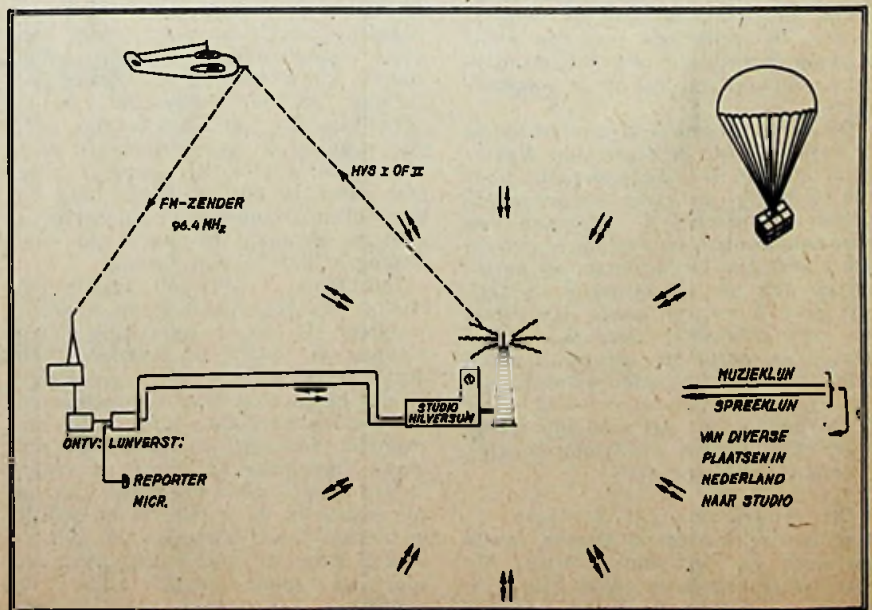 HVS I OF II
FM-ZENDER
96.4 MHz
STUDIO
HILVERSUM
MUZIEKLIJN
SPREEKLIJN
ONTV: LIJNVERST:
REPORTER
MICR.
VAN DIVERSE
PLAATSEN IN
NEDERLAND
NAAR STUDIO